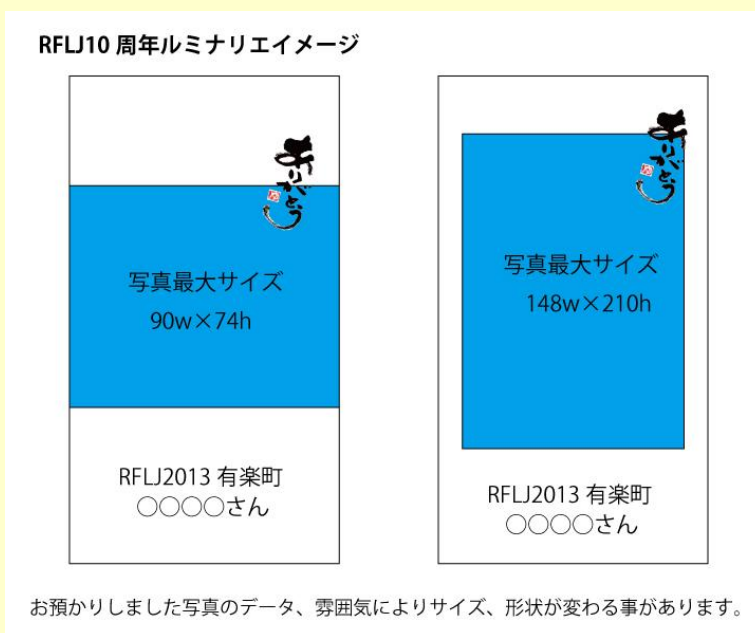 RFLJ10 周年ルミナリエイメージ
ありがとう
写真最大サイズ
90w×74h
RFLJ2013 有楽町
○○○○さん
ありがとう
写真最大サイズ
148w×210h
RFLJ2013 有楽町
○○○○さん
お預かりしました写真のデータ、雰囲気によりサイズ、形状が変わる事があります。